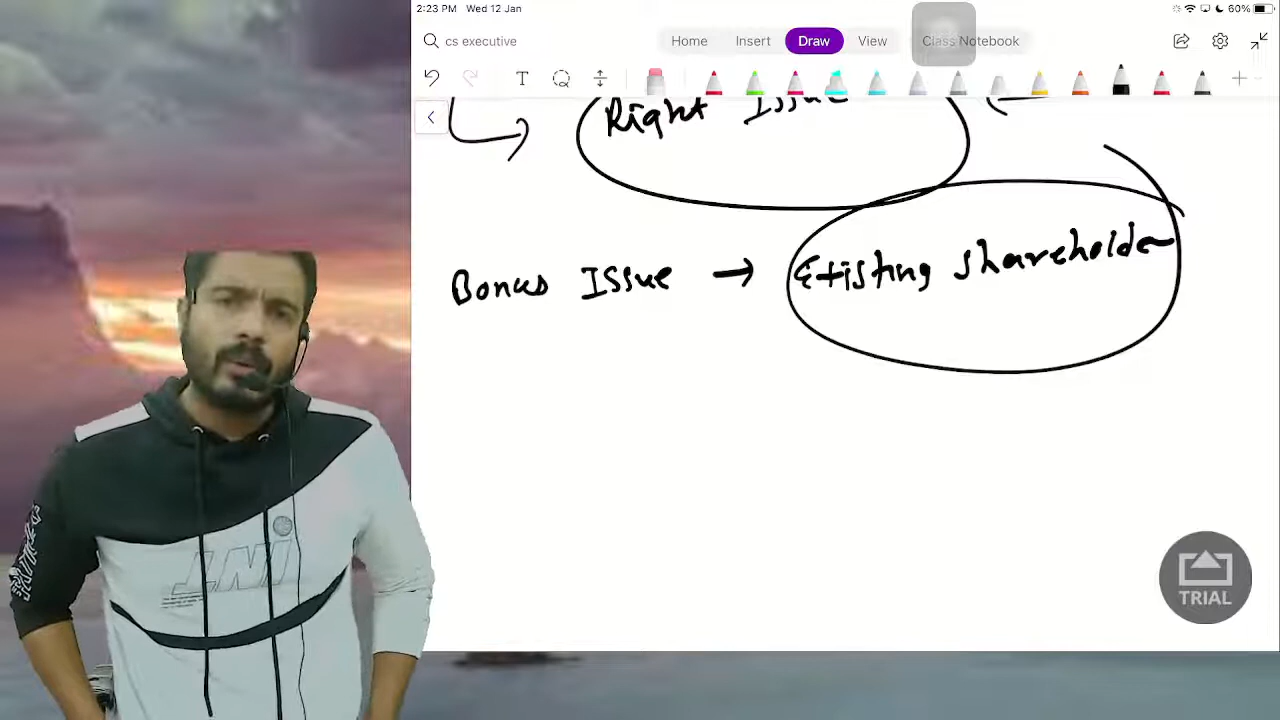 2:23 PM Wed 12 Jan
60%
cs executive
Home Insert Draw View Class Notebook
T
Right Issue
Bonus Issue → Existing shareholder
TRIAL